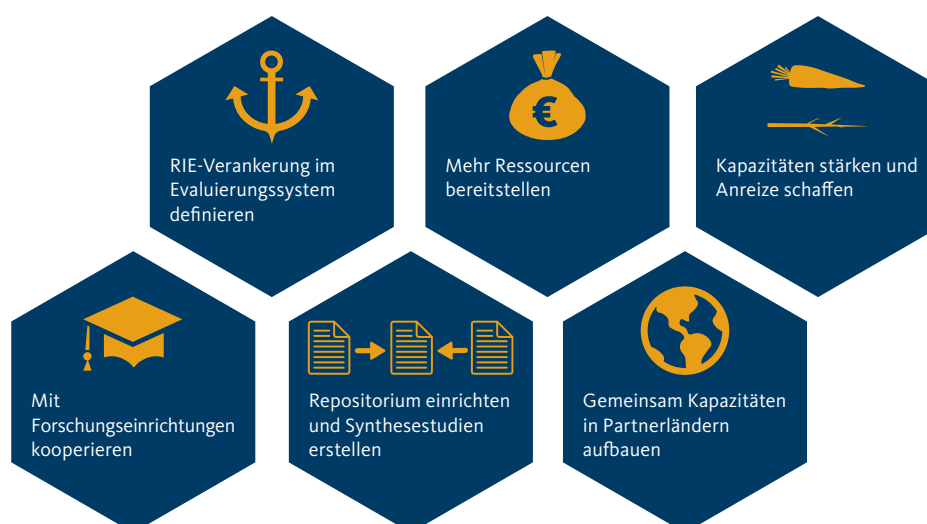 RIE-Verankerung im
Evaluierungssystem
definieren
€
Mehr Ressourcen
bereitstellen
Kapazitäten stärken und
Anreize schaffen
Mit
Forschungseinrichtungen
kooperieren
Repositorium einrichten
und Synthesestudien
erstellen
Gemeinsam Kapazitäten
in Partnerländern
aufbauen